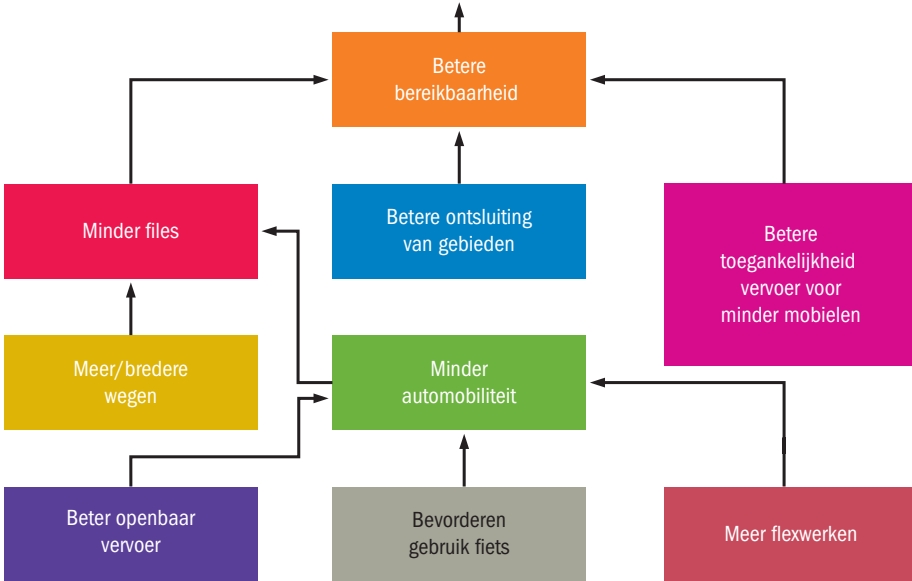 Betere
bereikbaarheid
Minder files
Betere ontsluiting
van gebieden
Betere
toegankelijkheid
vervoer voor
minder mobielen
Meer/bredere
wegen
Minder
automobiliteit
Beter openbaar
vervoer
Bevorderen
gebruik fiets
Meer flexwerken